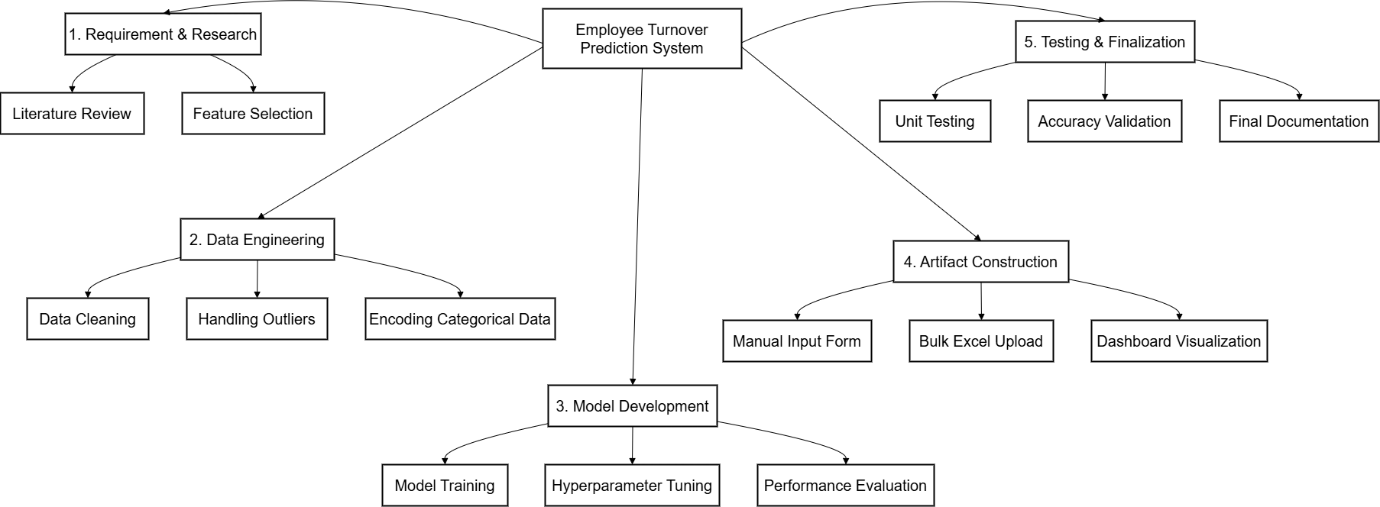 Employee Turnover
Prediction System
1. Requirement & Research
Literature Review
Feature Selection
2. Data Engineering
Data Cleaning
Handling Outliers
Encoding Categorical Data
3. Model Development
Model Training
Hyperparameter Tuning
Performance Evaluation
4. Artifact Construction
Manual Input Form
Bulk Excel Upload
Dashboard Visualization
5. Testing & Finalization
Unit Testing
Accuracy Validation
Final Documentation